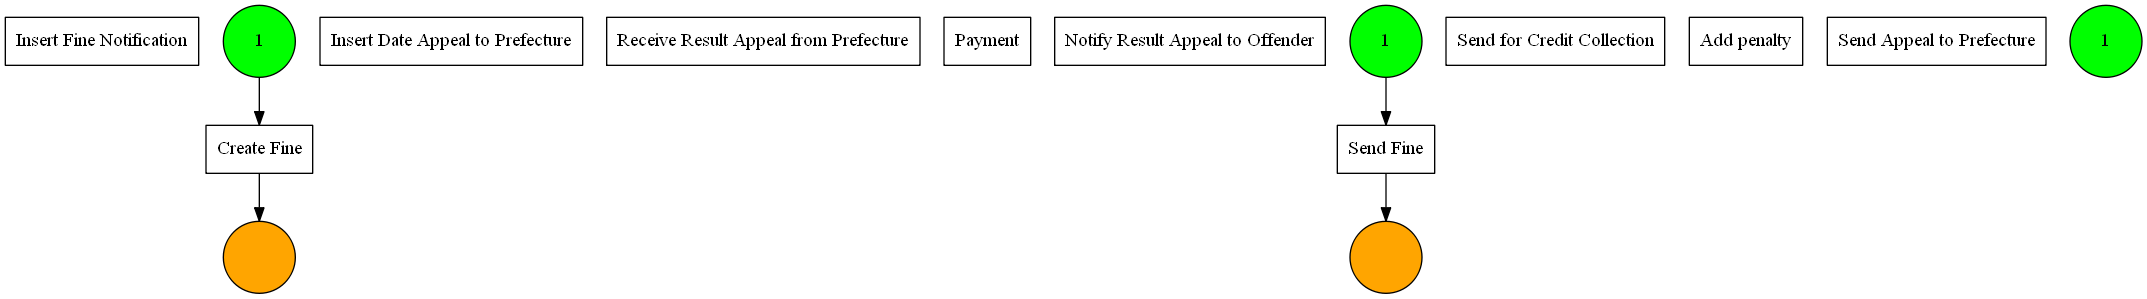 Insert Fine Notification
1
Insert Date Appeal to Prefecture
Receive Result Appeal from Prefecture
Payment
Notify Result Appeal to Offender
1
Send for Credit Collection
Add penalty
Send Appeal to Prefecture
1
Create Fine
Send Fine